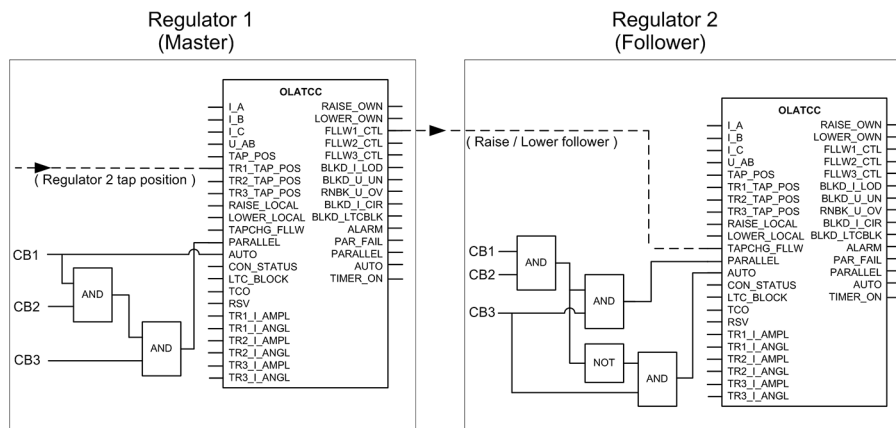 Regulator 1
(Master)
Regulator 2
(Follower)
OLATCC
I_A
I_B
I_C
U_AB
TAP_POS
TR1_TAP_POS
TR2_TAP_POS
TR3_TAP_POS
RAISE_LOCAL
LOWER_LOCAL
TAPCHG_FLLW
PARALLEL
AUTO
CON_STATUS
LTC_BLOCK
TCO
RSV
TR1_I_AMPL
TR1_I_ANGL
TR2_I_AMPL
TR2_I_ANGL
TR3_I_AMPL
TR3_I_ANGL
RAISE_OWN
LOWER_OWN
FLLW1_CTL
FLLW2_CTL
FLLW3_CTL
BLKD_I_LOD
BLKD_U_UN
RNBK_U_OV
BLKD_I_CIR
BLKD_LTCBLK
ALARM
PAR_FAIL
PARALLEL
AUTO
TIMER_ON
( Regulator 2 tap position )
CB1
CB2
CB3
AND
AND
( Raise / Lower follower )
OLATCC
I_A
I_B
I_C
U_AB
TAP_POS
TR1_TAP_POS
TR2_TAP_POS
TR3_TAP_POS
RAISE_LOCAL
LOWER_LOCAL
TAPCHG_FLLW
PARALLEL
AUTO
CON_STATUS
LTC_BLOCK
TCO
RSV
TR1_I_AMPL
TR1_I_ANGL
TR2_I_AMPL
TR2_I_ANGL
TR3_I_AMPL
TR3_I_ANGL
RAISE_OWN
LOWER_OWN
FLLW1_CTL
FLLW2_CTL
FLLW3_CTL
BLKD_I_LOD
BLKD_U_UN
RNBK_U_OV
BLKD_I_CIR
BLKD_LTCBLK
ALARM
PAR_FAIL
PARALLEL
AUTO
TIMER_ON
CB1
CB2
CB3
AND
AND
NOT
AND